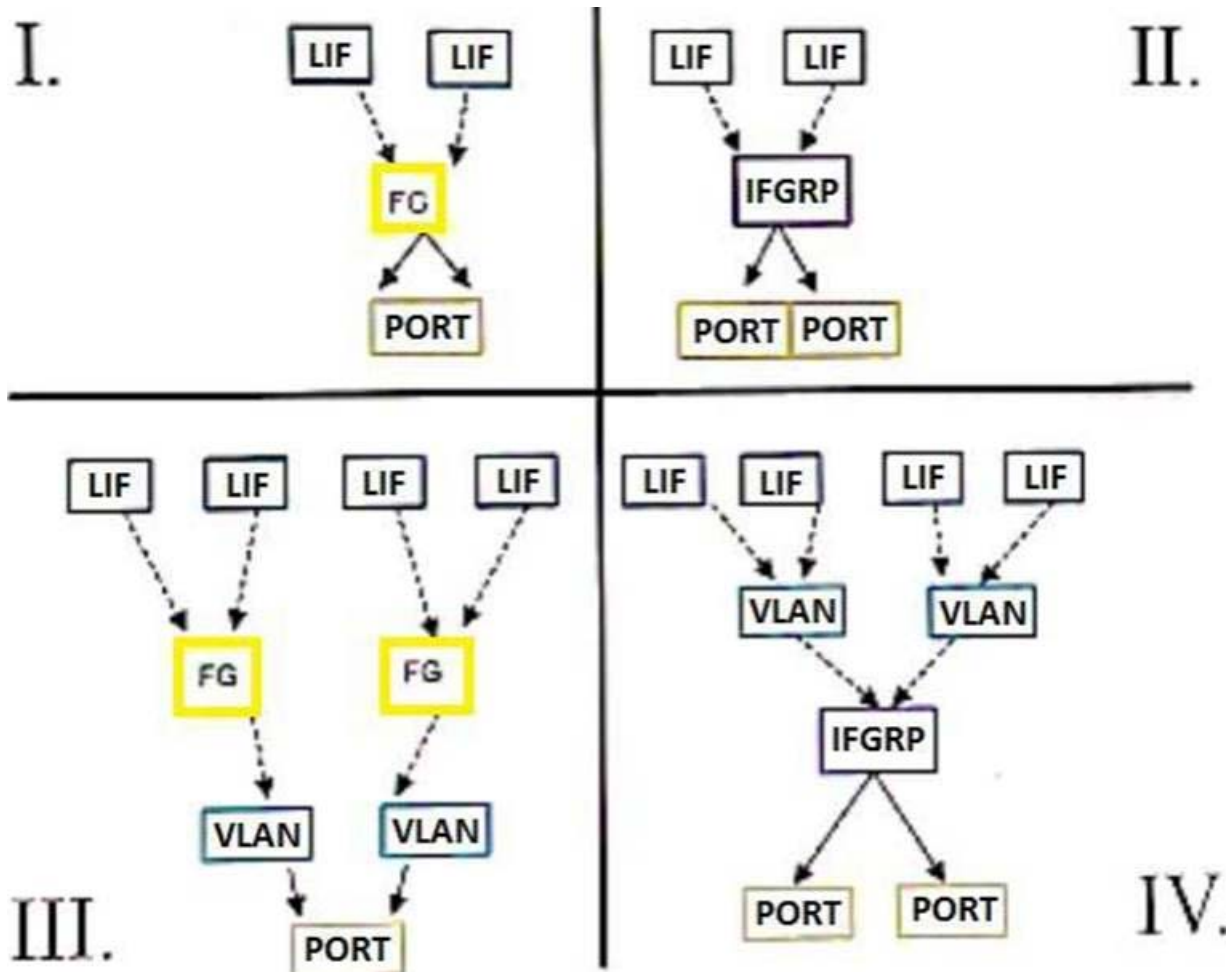 I.
LIF LIF
FG
PORT
II.
LIF LIF
IFGRP
PORT PORT
III.
LIF LIF LIF LIF
FG FG
VLAN VLAN
PORT
IV.
LIF LIF LIF LIF
VLAN VLAN
IFGRP
PORT PORT